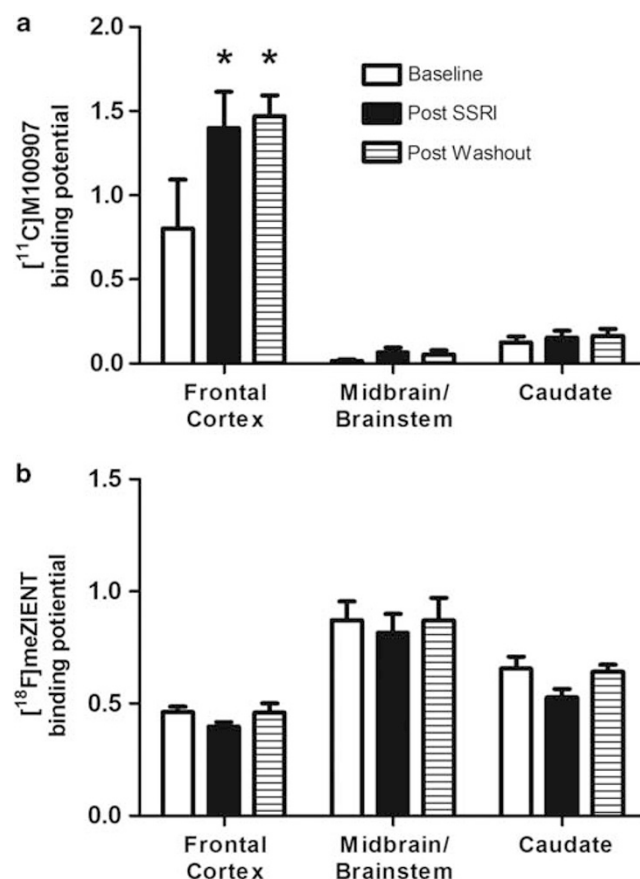 a
[¹¹C]M100907
binding potential
2.0
1.5
1.0
0.5
0.0
* *
Baseline
Post SSRI
Post Washout
Frontal
Cortex
Midbrain/
Brainstem
Caudate
b
[¹⁸F]meZIENT
binding potiential
1.5
1.0
0.5
0.0
Frontal
Cortex
Midbrain/
Brainstem
Caudate